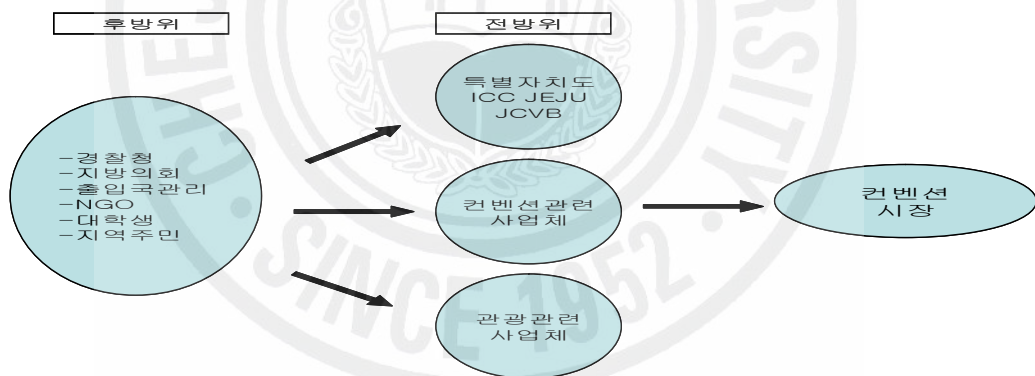 후방위
전방위
-경찰청
-지방의회
-출입국관리
-NGO
-대학생
-지역주민
특별자치도
ICC JEJU
JCVB
컨벤션관련
사업체
관광관련
사업체
컨벤션
시장
SINCE 1952